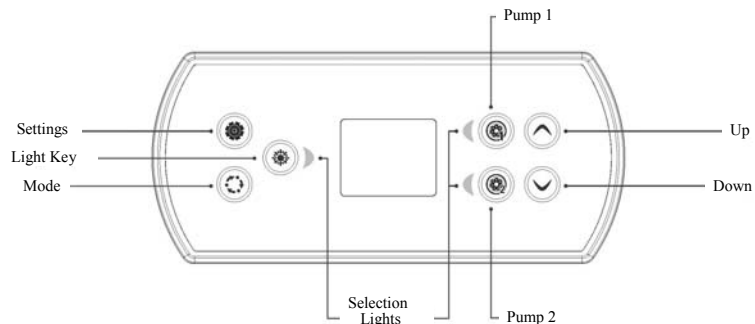 Pump 1
Settings
Up
Light Key
Mode
Down
Selection
Lights
Pump 2